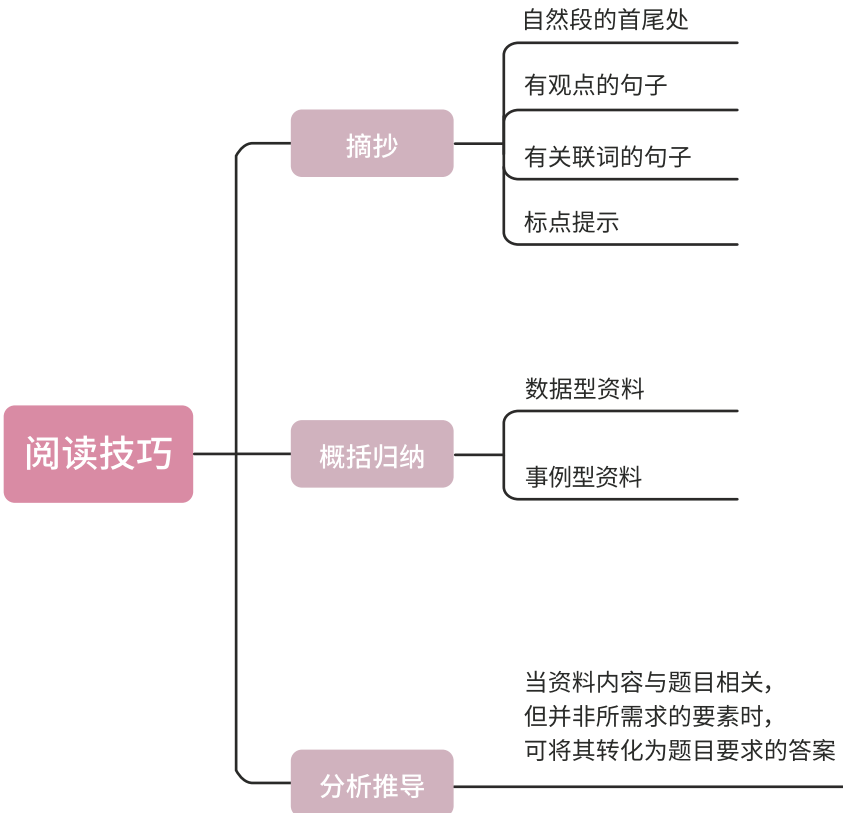 阅读技巧
摘抄
自然段的首尾处
有观点的句子
有关联词的句子
标点提示
概括归纳
数据型资料
事例型资料
分析推导
当资料内容与题目相关，
但并非所需求的要素时，
可将其转化为题目要求的答案